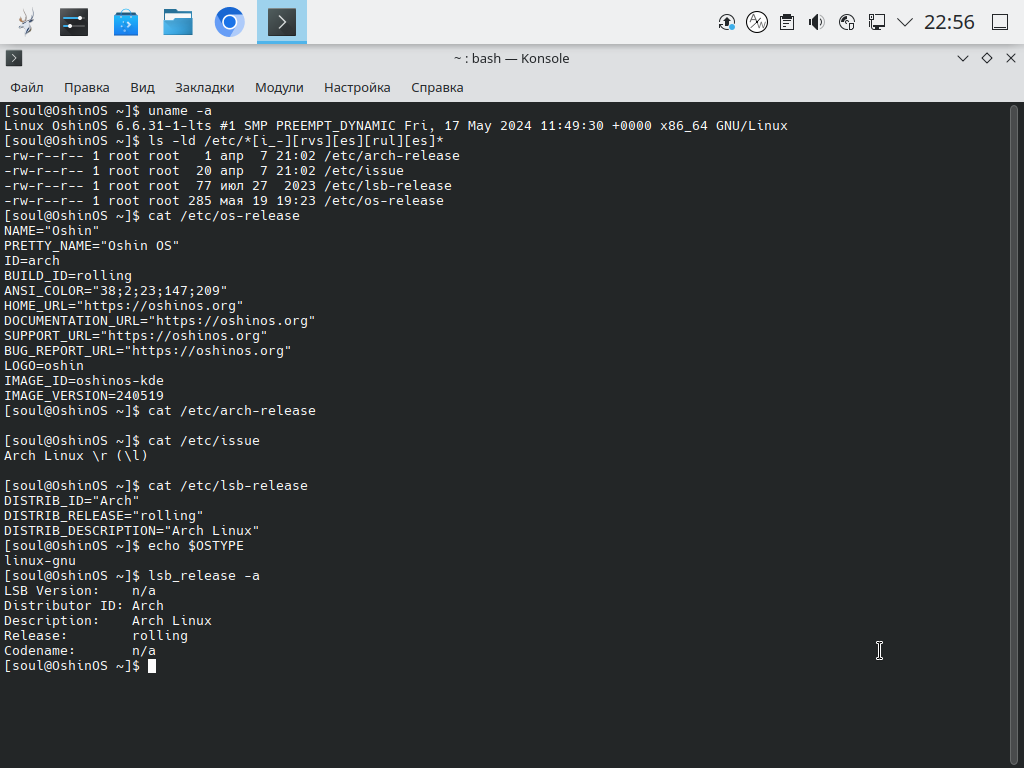 22:56
~ : bash — Konsole
Файл Правка Вид Закладки Модули Настройка Справка
[soul@OshinOS ~]$ uname -a
Linux OshinOS 6.6.31-1-lts #1 SMP PREEMPT_DYNAMIC Fri, 17 May 2024 11:49:30 +0000 x86_64 GNU/Linux
[soul@OshinOS ~]$ ls -ld /etc/*[i_-][rvs][es][rul][es]*
-rw-r--r-- 1 root root   1 апр  7 21:02 /etc/arch-release
-rw-r--r-- 1 root root  20 апр  7 21:02 /etc/issue
-rw-r--r-- 1 root root  77 июл 27  2023 /etc/lsb-release
-rw-r--r-- 1 root root 285 мая 19 19:23 /etc/os-release
[soul@OshinOS ~]$ cat /etc/os-release
NAME="Oshin"
PRETTY_NAME="Oshin OS"
ID=arch
BUILD_ID=rolling
ANSI_COLOR="38;2;23;147;209"
HOME_URL="https://oshinos.org"
DOCUMENTATION_URL="https://oshinos.org"
SUPPORT_URL="https://oshinos.org"
BUG_REPORT_URL="https://oshinos.org"
LOGO=oshin
IMAGE_ID=oshinos-kde
IMAGE_VERSION=240519
[soul@OshinOS ~]$ cat /etc/arch-release
[soul@OshinOS ~]$ cat /etc/issue
Arch Linux \r (\l)
[soul@OshinOS ~]$ cat /etc/lsb-release
DISTRIB_ID="Arch"
DISTRIB_RELEASE="rolling"
DISTRIB_DESCRIPTION="Arch Linux"
[soul@OshinOS ~]$ echo $OSTYPE
linux-gnu
[soul@OshinOS ~]$ lsb_release -a
LSB Version:    n/a
Distributor ID: Arch
Description:    Arch Linux
Release:        rolling
Codename:       n/a
[soul@OshinOS ~]$